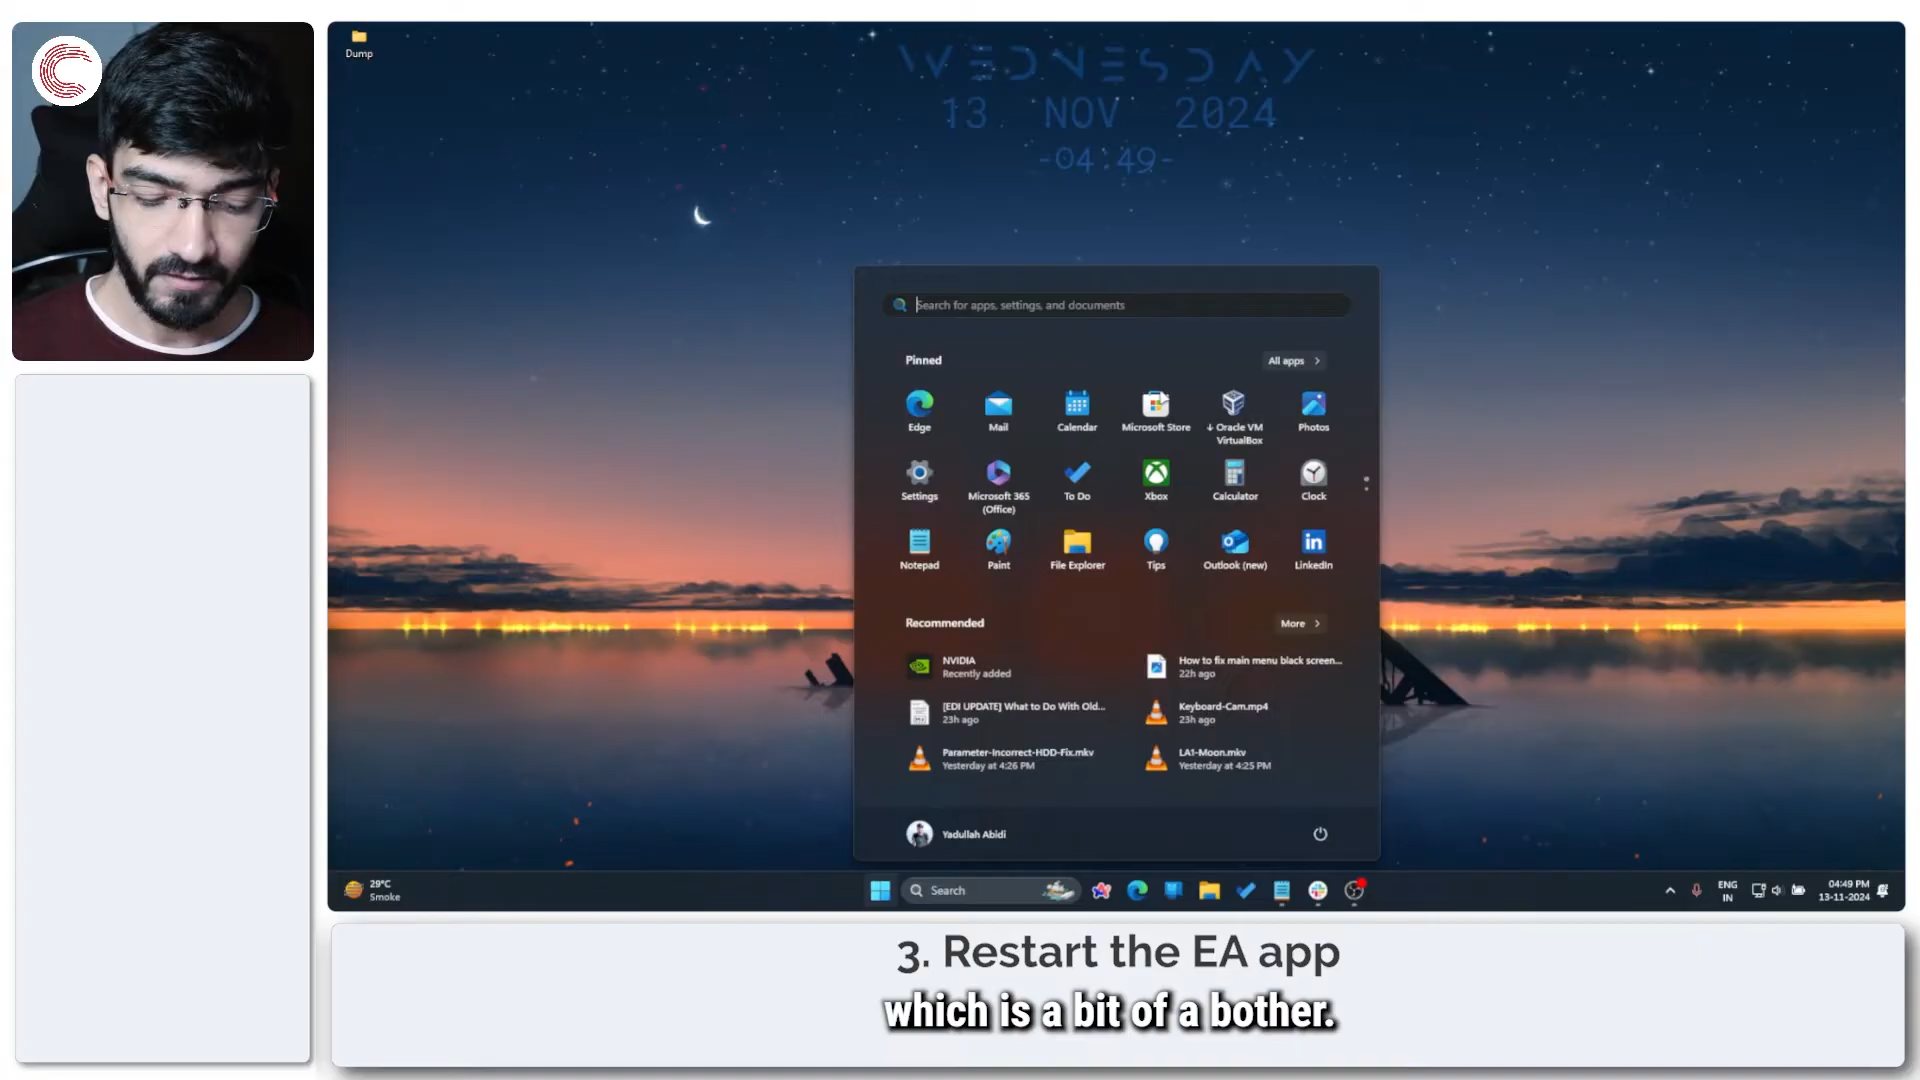 Dump
WEDNESDAY
13 NOV 2024
-04:49-
Search for apps, settings, and documents
Pinned
All apps
Edge
Mail
Calendar
Microsoft Store
↓ Oracle VM VirtualBox
Photos
Settings
Microsoft 365 (Office)
To Do
Xbox
Calculator
Clock
Notepad
Paint
File Explorer
Tips
Outlook (new)
LinkedIn
Recommended
More
NVIDIA
Recently added
How to fix main menu black screen...
22h ago
[EDI UPDATE] What to Do With Old...
23h ago
Keyboard-Cam.mp4
23h ago
Parameter-Incorrect-HDD-Fix.mkv
Yesterday at 4:26 PM
LA1-Moon.mkv
Yesterday at 4:25 PM
Yadullah Abidi
29°C
Smoke
Search
ENG
IN
04:49 PM
13-11-2024
3. Restart the EA app
which is a bit of a bother.